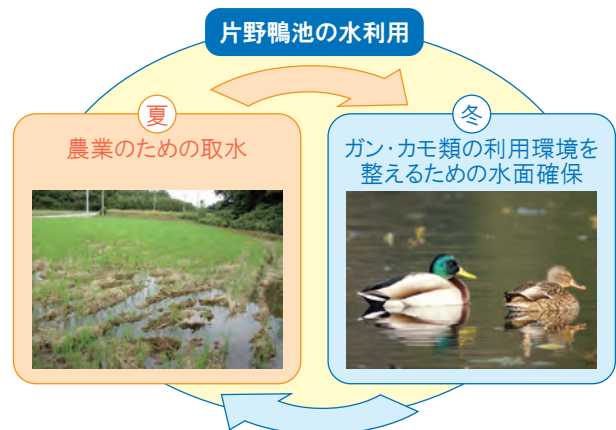 片野鴨池の水利用
夏
農業のための取水
冬
ガン・カモ類の利用環境を
整えるための水面確保